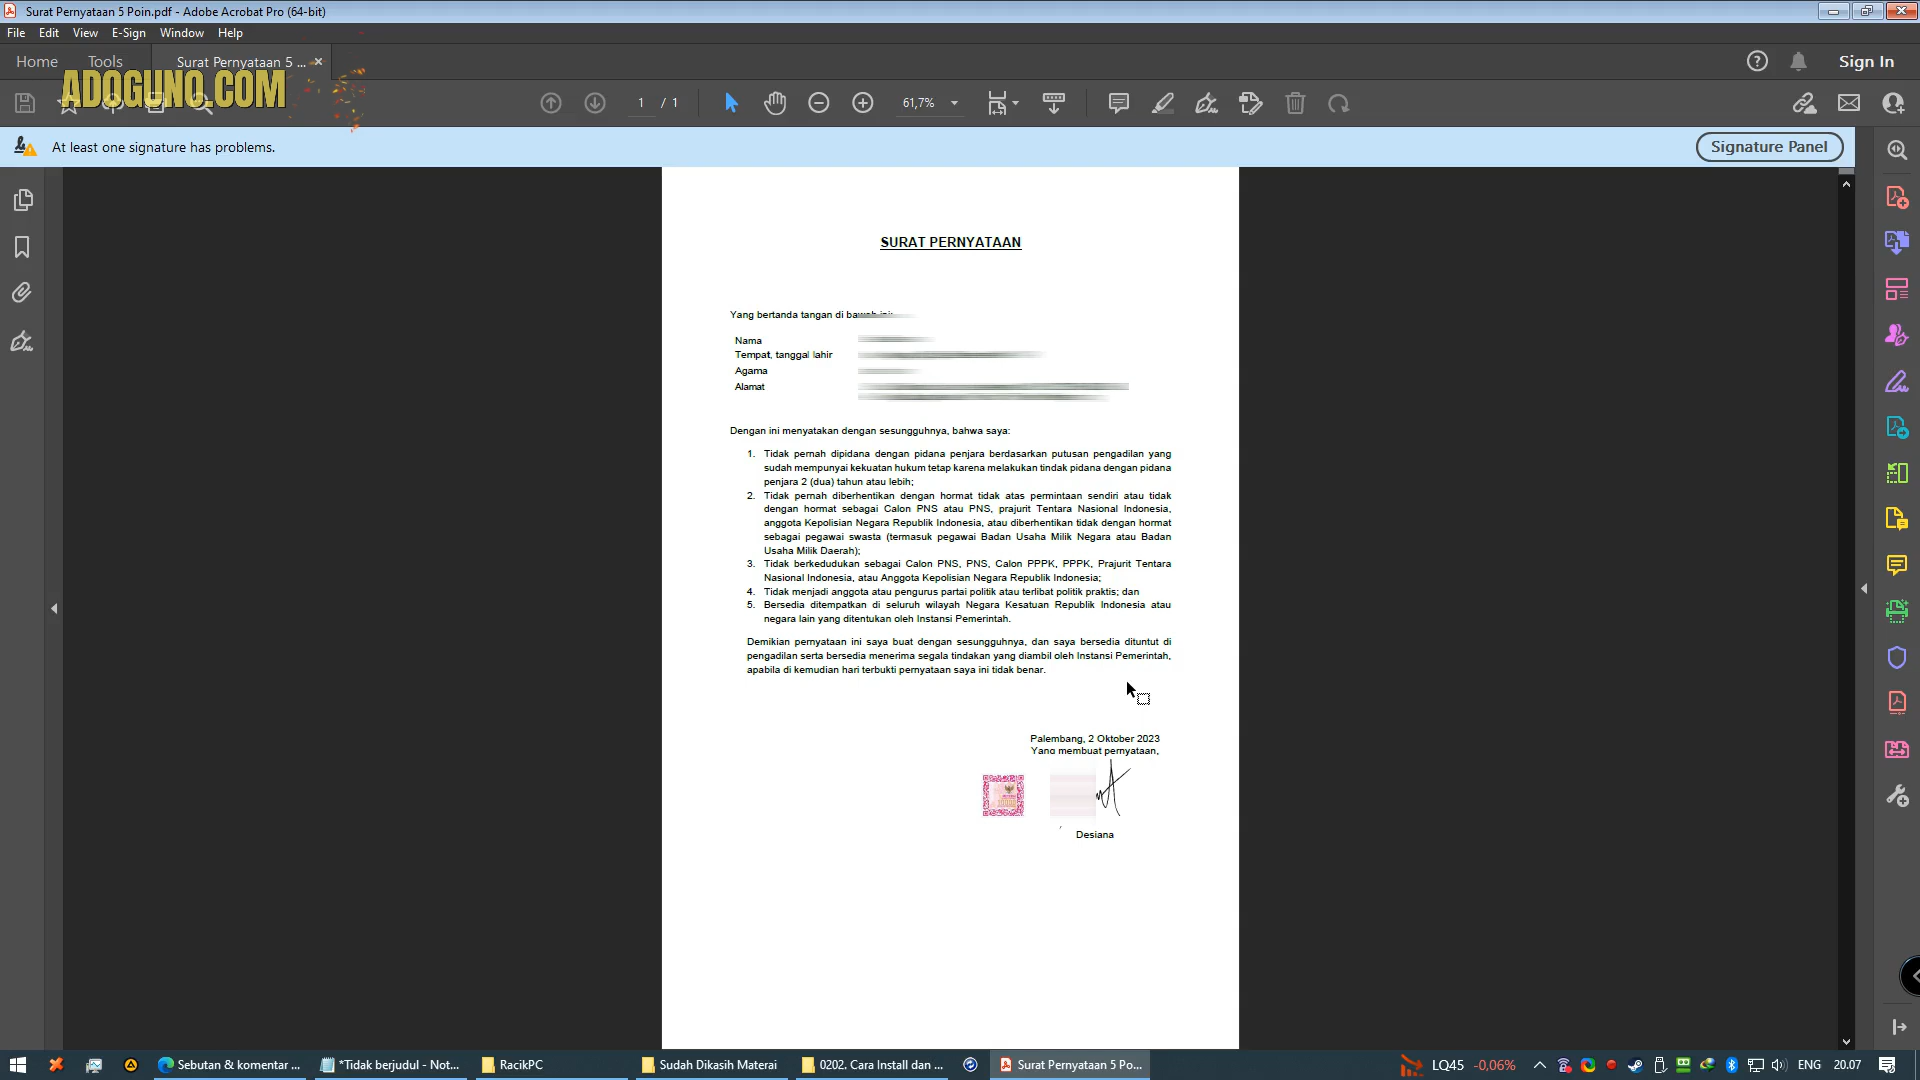 Surat Pernyataan 5 Poin.pdf - Adobe Acrobat Pro (64-bit)
File Edit View E-Sign Window Help
Home Tools Surat Pernyataan 5 ... × Sign In
ADOGUNO.COM
1 / 1 61,7%
At least one signature has problems. Signature Panel
SURAT PERNYATAAN
Yang bertanda tangan di bawah ini:
Nama
Tempat, tanggal lahir
Agama
Alamat
Dengan ini menyatakan dengan sesungguhnya, bahwa saya:
1. Tidak pernah dipidana dengan pidana penjara berdasarkan putusan pengadilan yang
sudah mempunyai kekuatan hukum tetap karena melakukan tindak pidana dengan pidana
penjara 2 (dua) tahun atau lebih;
2. Tidak pernah diberhentikan dengan hormat tidak atas permintaan sendiri atau tidak
dengan hormat sebagai Calon PNS atau PNS, prajurit Tentara Nasional Indonesia,
anggota Kepolisian Negara Republik Indonesia, atau diberhentikan tidak dengan hormat
sebagai pegawai swasta (termasuk pegawai Badan Usaha Milik Negara atau Badan
Usaha Milik Daerah);
3. Tidak berkedudukan sebagai Calon PNS, PNS, Calon PPPK, PPPK, Prajurit Tentara
Nasional Indonesia, atau Anggota Kepolisian Negara Republik Indonesia;
4. Tidak menjadi anggota atau pengurus partai politik atau terlibat politik praktis; dan
5. Bersedia ditempatkan di seluruh wilayah Negara Kesatuan Republik Indonesia atau
negara lain yang ditentukan oleh Instansi Pemerintah.
Demikian pernyataan ini saya buat dengan sesungguhnya, dan saya bersedia dituntut di
pengadilan serta bersedia menerima segala tindakan yang diambil oleh Instansi Pemerintah,
apabila di kemudian hari terbukti pernyataan saya ini tidak benar.
Palembang, 2 Oktober 2023
Yang membuat pernyataan,
Desiana
Sebutan & komentar ... *Tidak berjudul - Not... RacikPC Sudah Dikasih Materai 0202. Cara Install dan ... Surat Pernyataan 5 Po... LQ45 -0,06% ENG 20.07